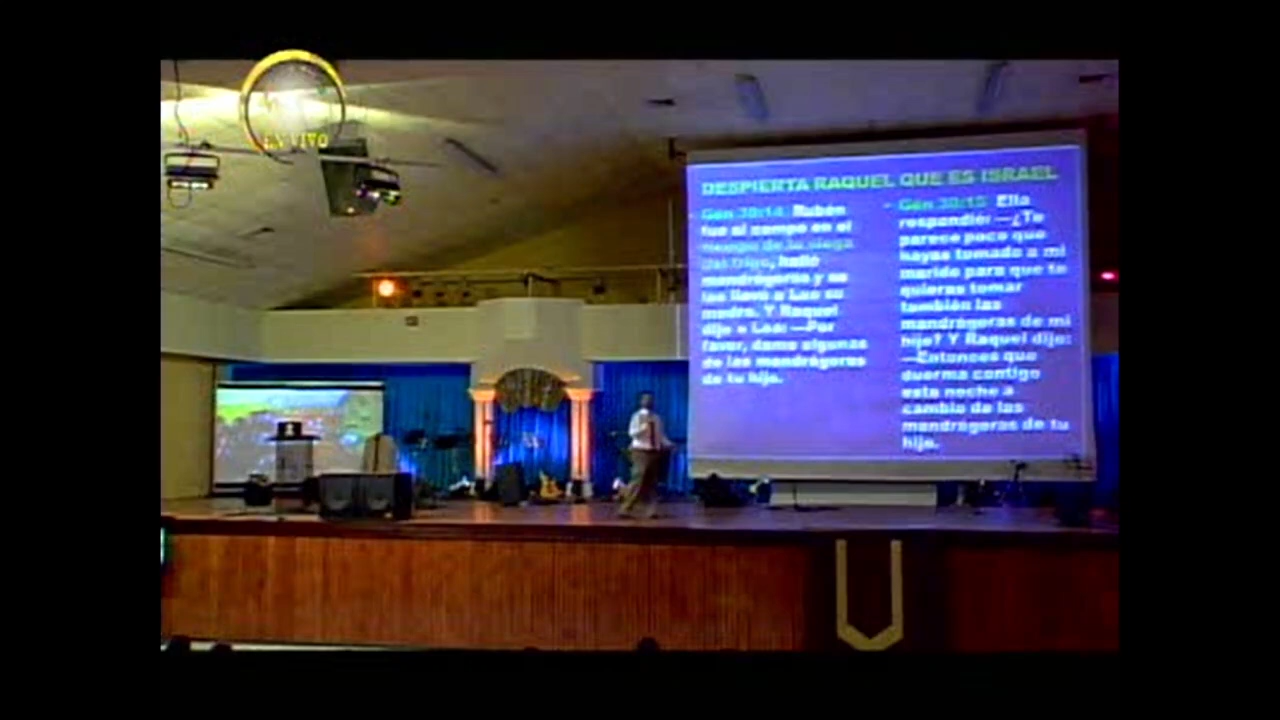 EN VIVO
DESPIERTA RAQUEL QUE ES ISRAEL
Gén 30:14 Rubén
fue al campo en el
tiempo de la siega
del trigo, halló
mandrágoras y se
las llevó a Lea su
madre. Y Raquel
dijo a Lea: —Por
favor, dame algunas
de las mandrágoras
de tu hijo.
- Gén 30:15 Ella
respondió: —¿Te
parece poco que
hayas tomado a mi
marido para que te
quieras tomar
también las
mandrágoras de mi
hijo? Y Raquel dijo:
—Entonces que
duerma contigo
esta noche a
cambio de las
mandrágoras de tu
hijo.